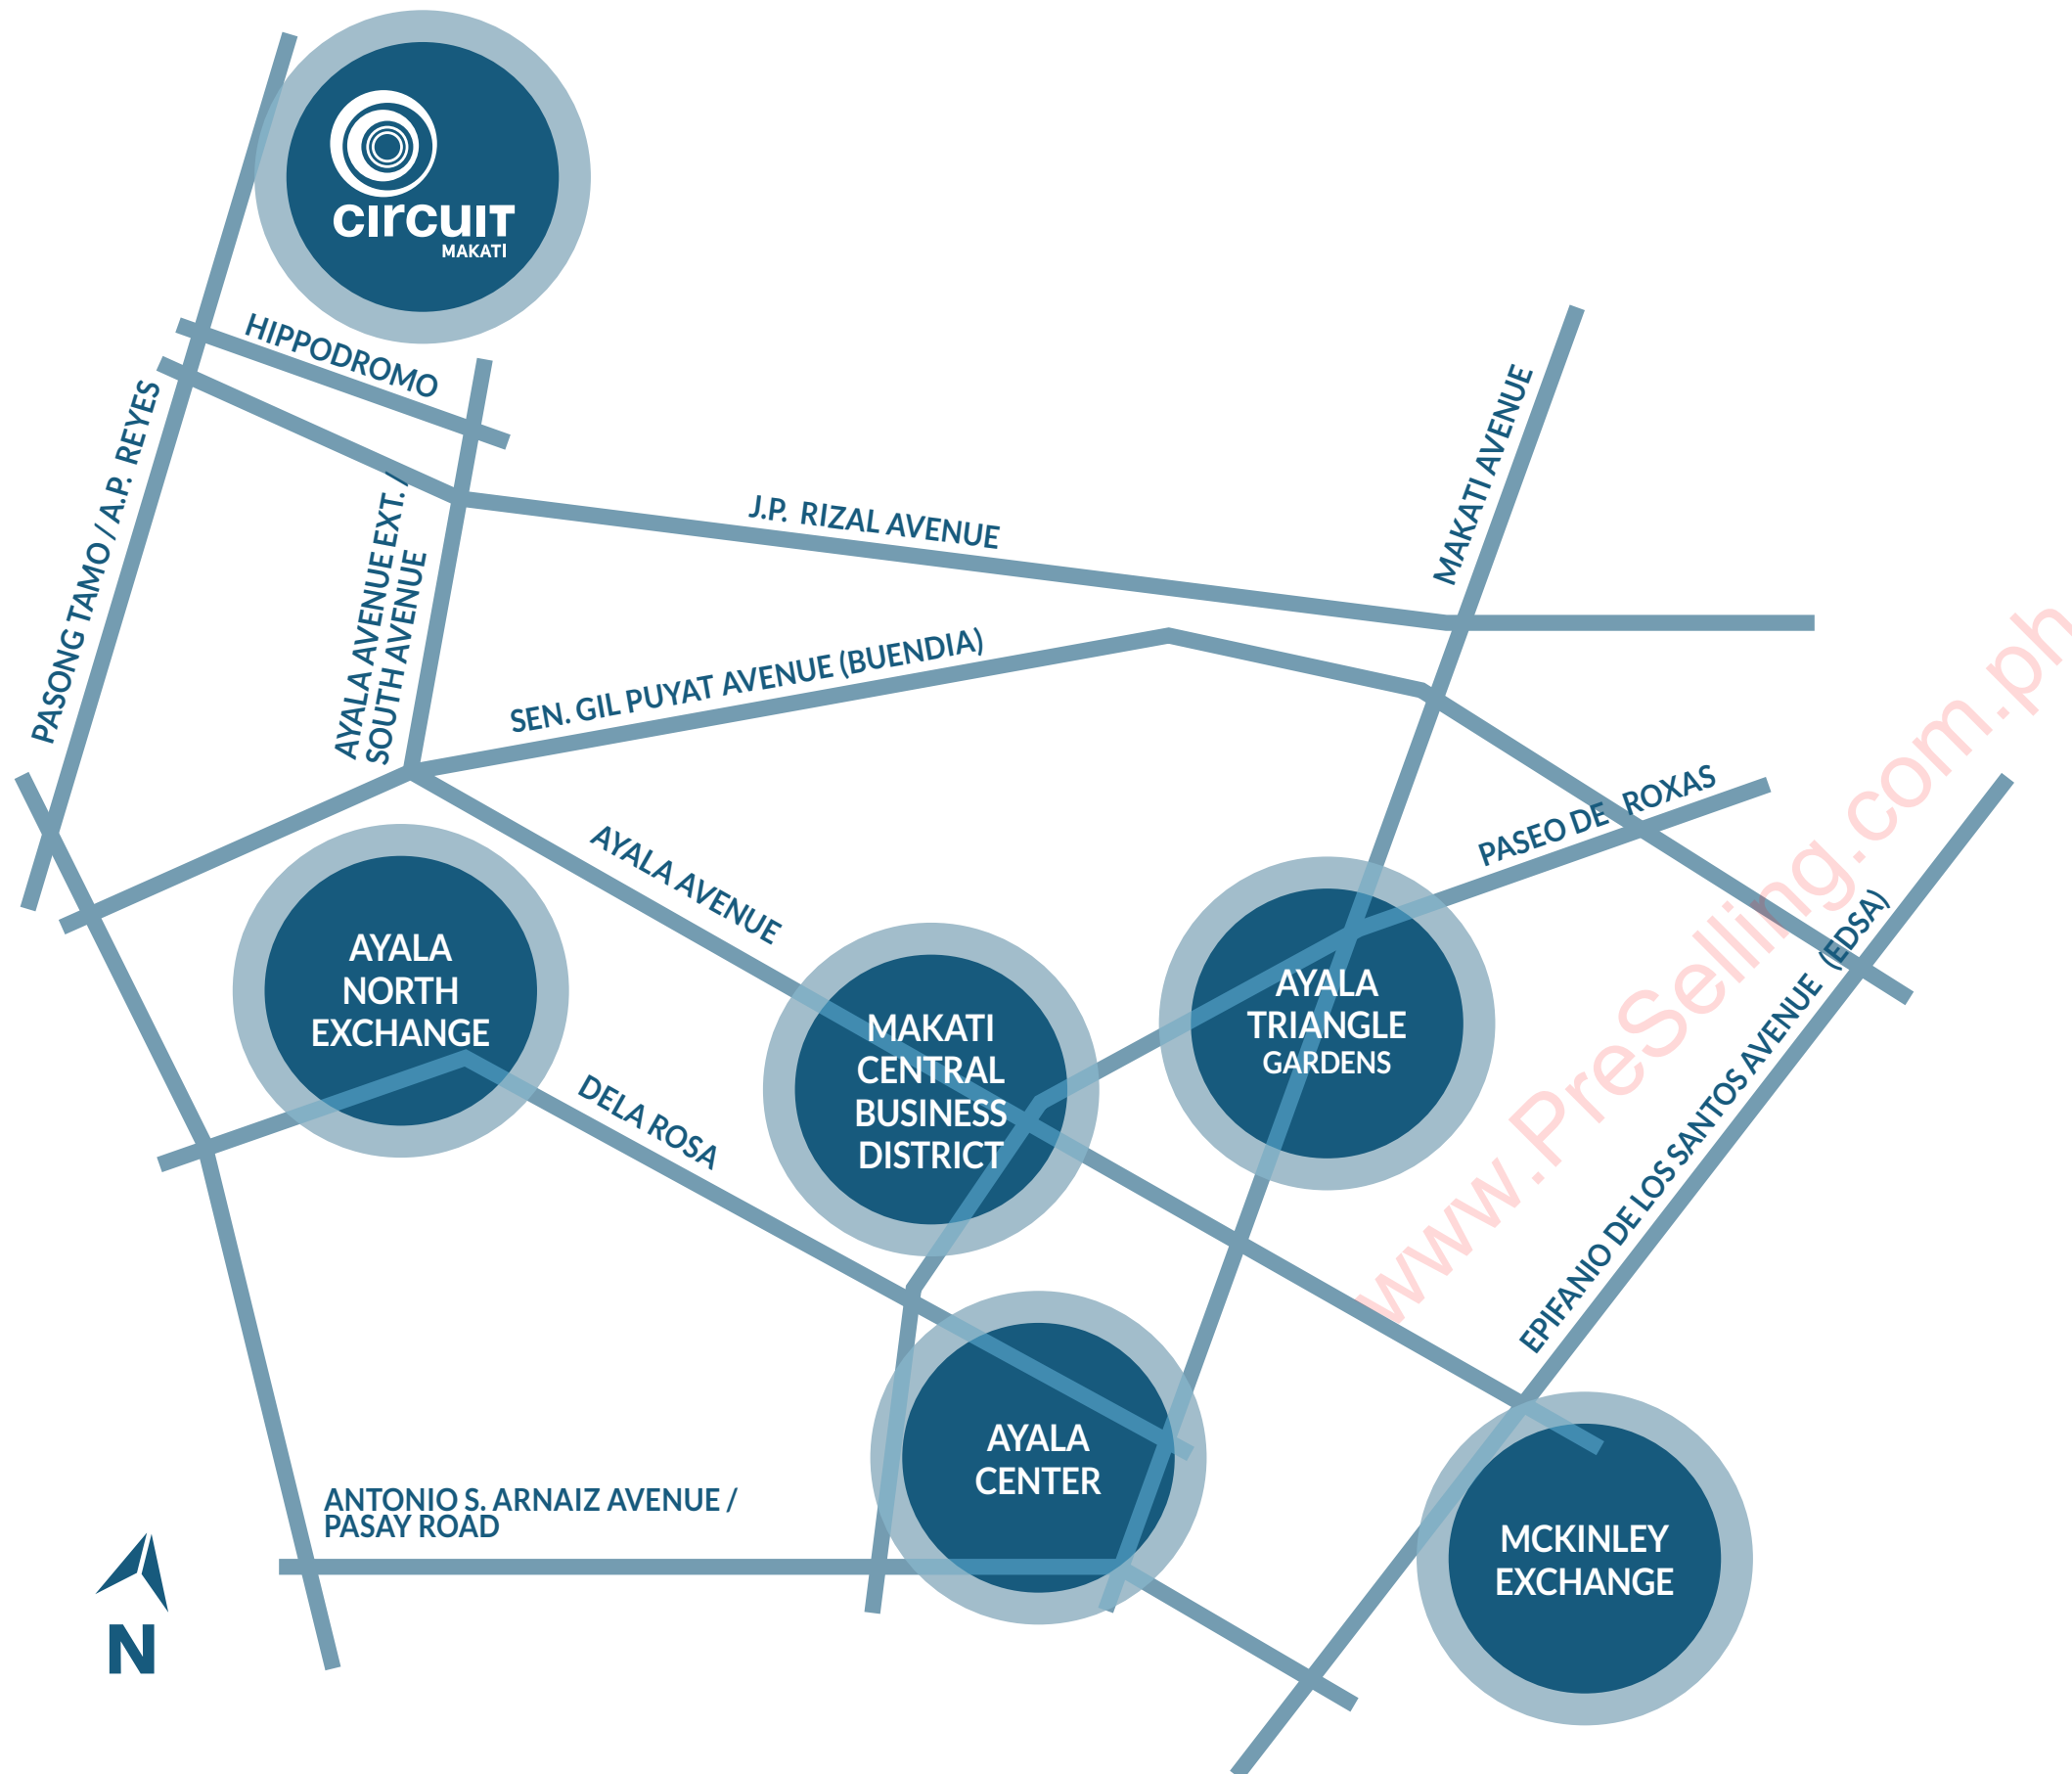 circuit
MAKATI
HIPPODROMO
PASONG TAMO / A.P. REYES
AYALA AVENUE EXT. /
SOUTH AVENUE
J.P. RIZAL AVENUE
MAKATI AVENUE
SEN. GIL PUYAT AVENUE (BUENDIA)
PASEO DE ROXAS
AYALA AVENUE
AYALA
NORTH
EXCHANGE
MAKATI
CENTRAL
BUSINESS
DISTRICT
AYALA
TRIANGLE
GARDENS
EPIFANIO DE LOS SANTOS AVENUE (EDSA)
www.PreSelling.com.ph
DELA ROSA
AYALA
CENTER
ANTONIO S. ARNAIZ AVENUE /
PASAY ROAD
MCKINLEY
EXCHANGE
N